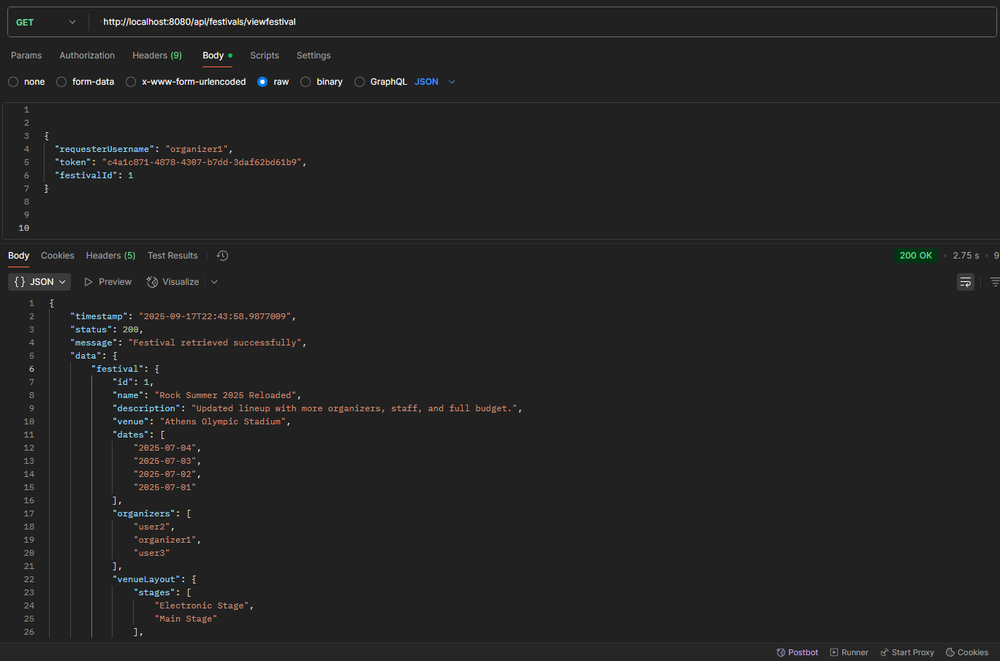 GET http://localhost:8080/api/festivals/viewfestival
Params Authorization Headers (9) Body Scripts Settings
none form-data x-www-form-urlencoded raw binary GraphQL JSON
1
2
3 {
4 "requesterUsername": "organizer1",
5 "token": "c4a1c871-4878-4307-b7dd-3daf62bd61b9",
6 "festivalId": 1
7 }
8
9
10
Body Cookies Headers (5) Test Results 200 OK • 2.75 s • 9
{} JSON Preview Visualize
1 {
2 "timestamp": "2025-09-17T22:43:58.9877009",
3 "status": 200,
4 "message": "Festival retrieved successfully",
5 "data": {
6 "festival": {
7 "id": 1,
8 "name": "Rock Summer 2025 Reloaded",
9 "description": "Updated lineup with more organizers, staff, and full budget.",
10 "venue": "Athens Olympic Stadium",
11 "dates": [
12 "2025-07-04",
13 "2025-07-03",
14 "2025-07-02",
15 "2025-07-01"
16 ],
17 "organizers": [
18 "user2",
19 "organizer1",
20 "user3"
21 ],
22 "venueLayout": {
23 "stages": [
24 "Electronic Stage",
25 "Main Stage"
26 ],
Postbot Runner Start Proxy Cookies